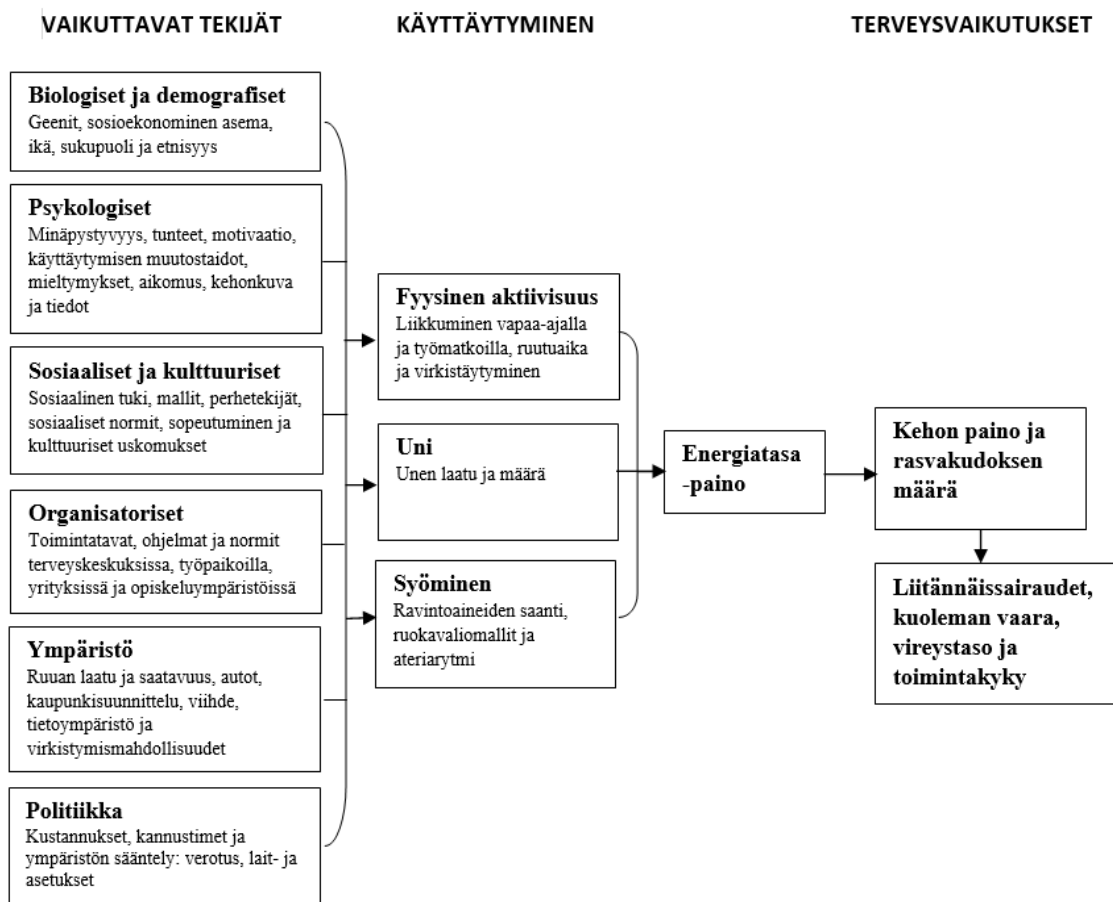 VAIKUTTAVAT TEKIJÄT
KÄYTTÄYTYMINEN
TERVEYSVAIKUTUKSET
Biologiset ja demografiset
Geenit, sosioekonominen asema,
ikä, sukupuoli ja etnisyys
Psykologiset
Minäpystyvyys, tunteet, motivaatio,
käyttäytymisen muutostaidot,
mieltymykset, aikomus, kehonkuva
ja tiedot
Sosiaaliset ja kulttuuriset
Sosiaalinen tuki, mallit, perhetekijät,
sosiaaliset normit, sopeutuminen ja
kulttuuriset uskomukset
Organisatoriset
Toimintatavat, ohjelmat ja normit
terveyskeskuksissa, työpaikoilla,
yrityksissä ja opiskeluympäristöissä
Ympäristö
Ruuan laatu ja saatavuus, autot,
kaupunkisuunnittelu, viihde,
tietoympäristö ja
virkistymismahdollisuudet
Politiikka
Kustannukset, kannustimet ja
ympäristön sääntely: verotus, lait- ja
asetukset
Fyysinen aktiivisuus
Liikkuminen vapaa-ajalla
ja työmatkoilla, ruutuaika
ja virkistäytyminen
Uni
Unen laatu ja määrä
Syöminen
Ravintoaineiden saanti,
ruokavaliomallit ja
ateriarytmi
Energiatasa
-paino
Kehon paino ja
rasvakudoksen
määrä
Liitännäissairaudet,
kuoleman vaara,
vireystaso ja
toimintakyky